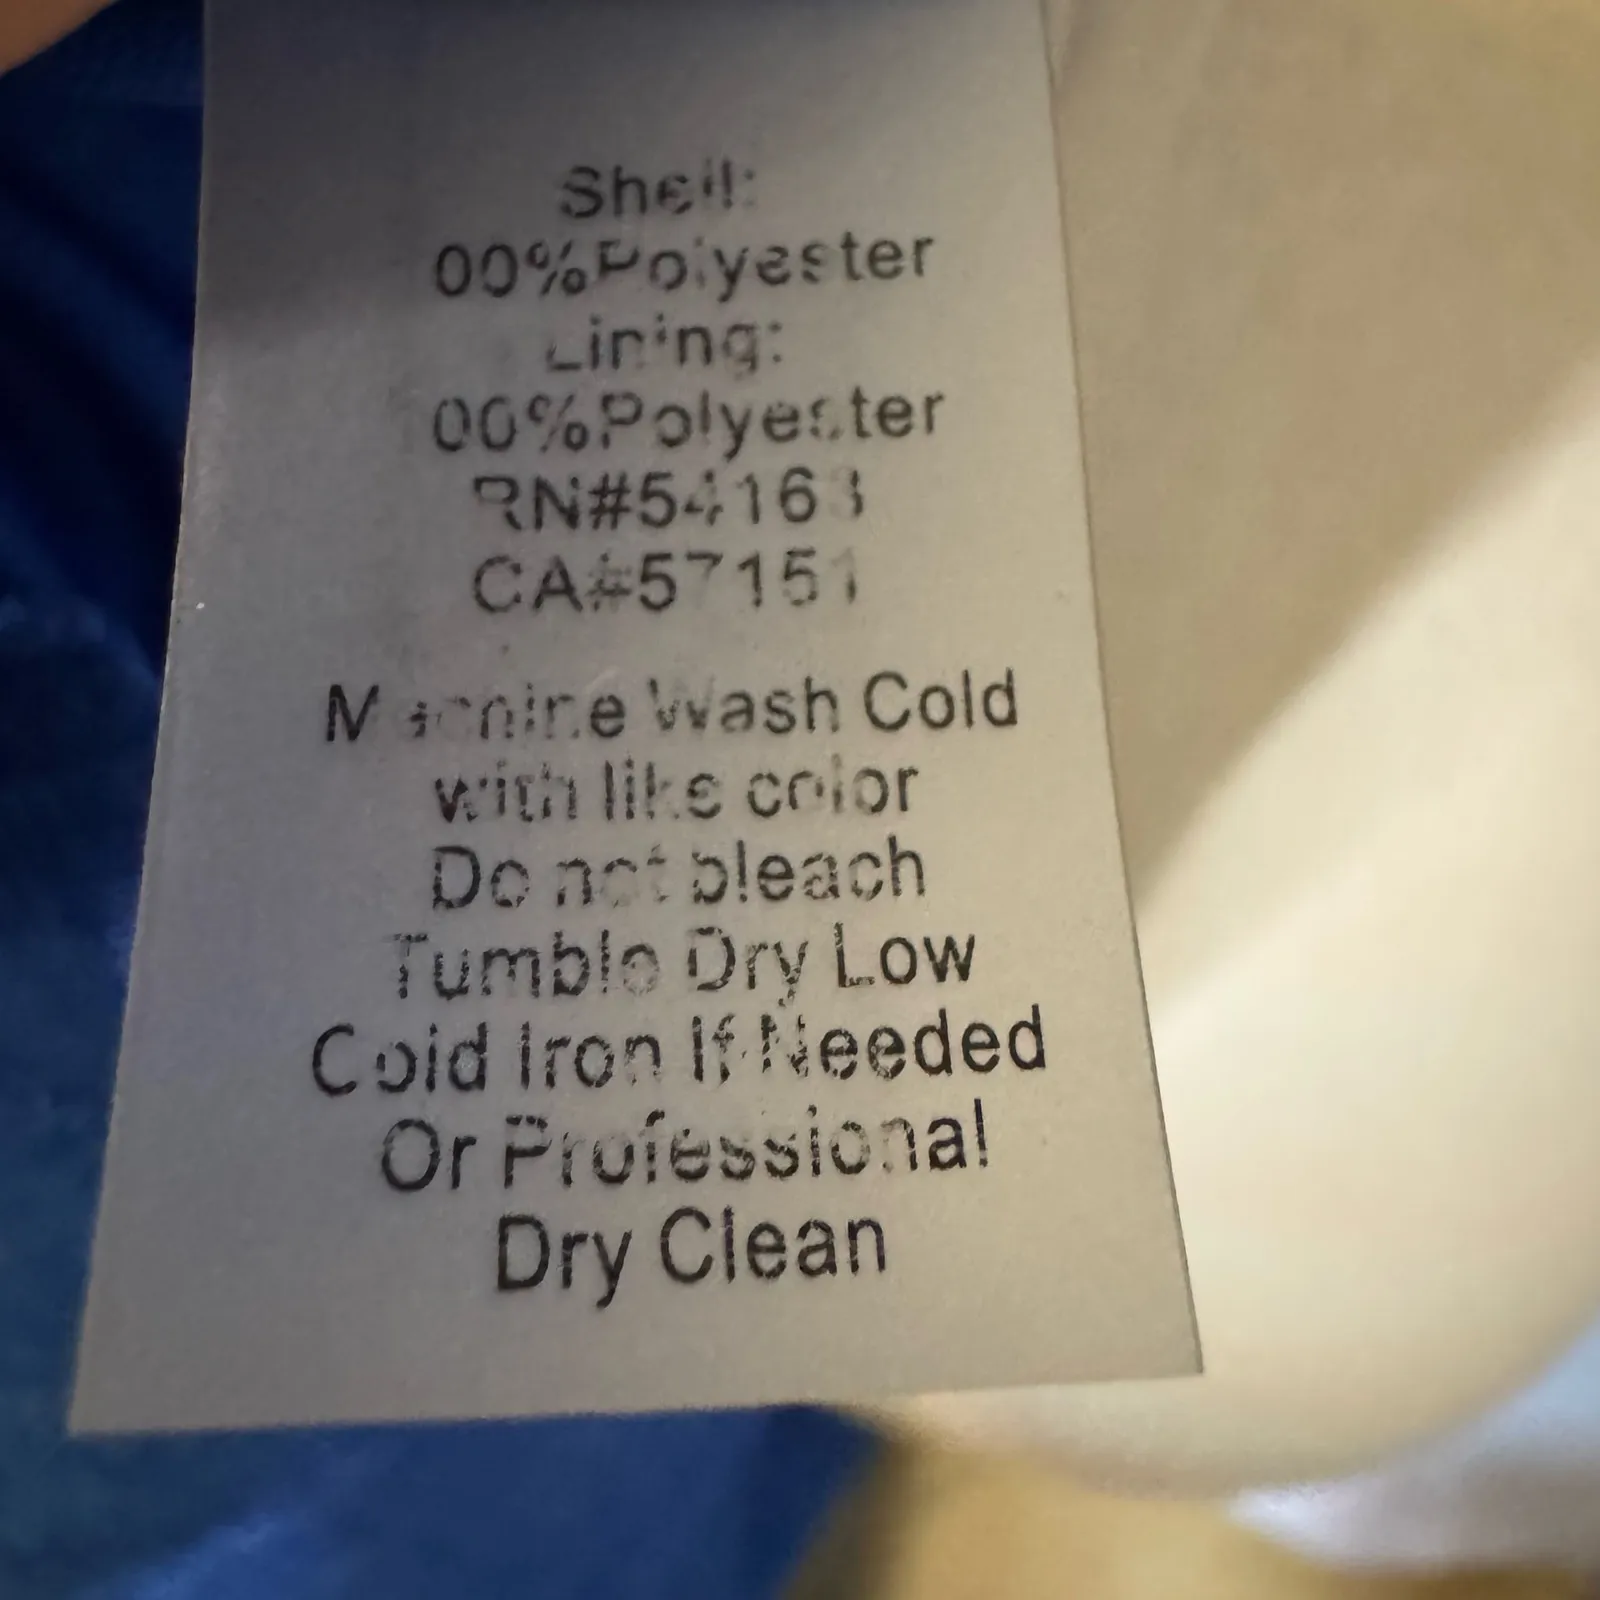 Shell:
00%Polyester
Lining:
00%Polyester
RN#54163
CA#57151
Machine Wash Cold
with like color
Do not bleach
Tumble Dry Low
Cold Iron If Needed
Or Professional
Dry Clean